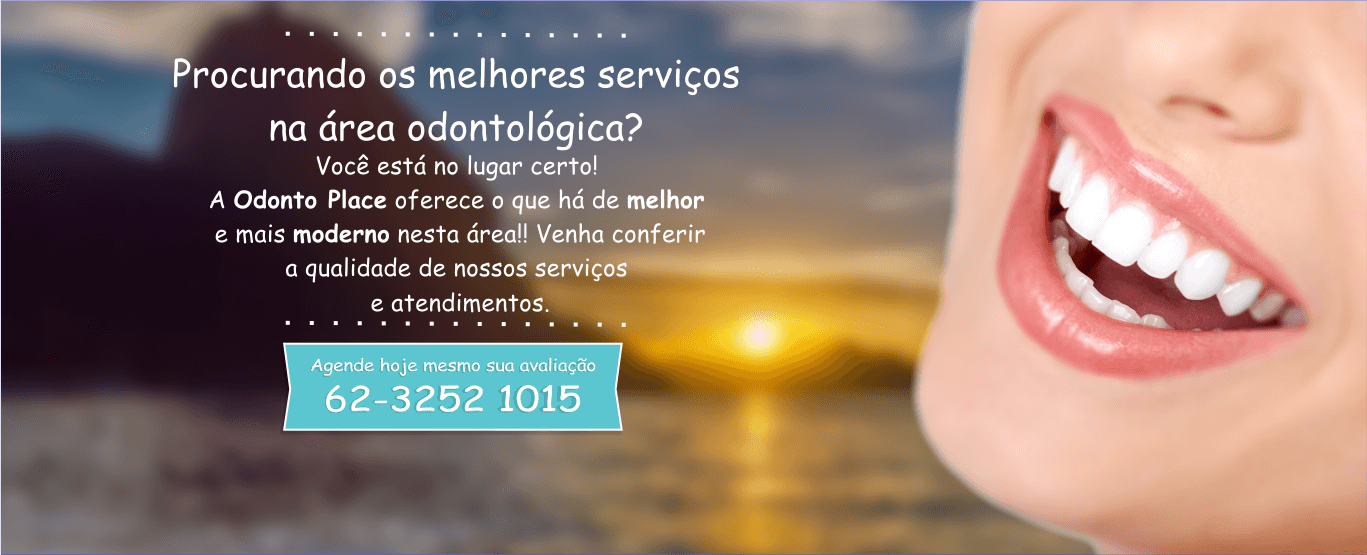 Procurando os melhores serviços
na área odontológica?
Você está no lugar certo!
A Odonto Place oferece o que há de melhor
e mais moderno nesta área!! Venha conferir
a qualidade de nossos serviços
e atendimentos.
Agende hoje mesmo sua avaliação
62-3252 1015